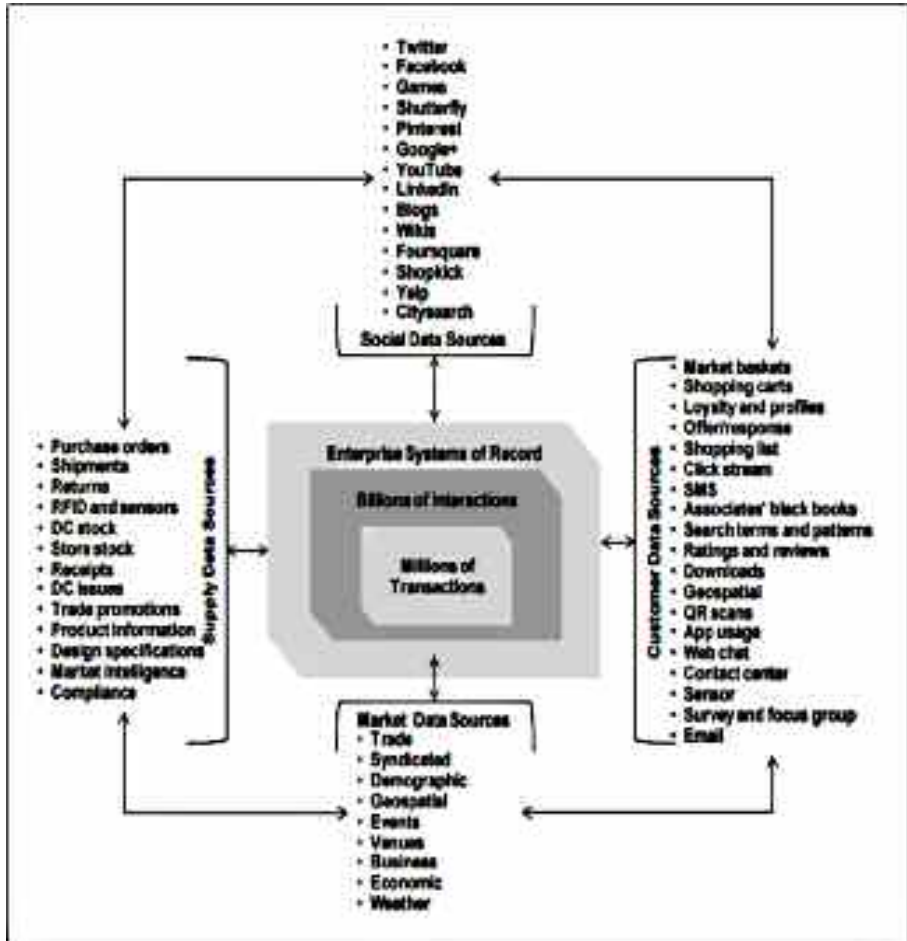 • Twitter
• Facebook
• Games
• Shutterfly
• Pinterest
• Google+
• YouTube
• LinkedIn
• Blogs
• Wikis
• Foursquare
• Shopkick
• Yelp
• Citysearch
Social Data Sources
• Purchase orders
• Shipments
• Returns
• RFID and sensors
• DC stock
• Store stock
• Receipts
• DC issues
• Trade promotions
• Product information
• Design specifications
• Market intelligence
• Compliance
Supply Data Sources
Enterprise Systems of Record
Billions of Interactions
Millions of
Transactions
Customer Data Sources
• Market baskets
• Shopping carts
• Loyalty and profiles
• Offer/response
• Shopping list
• Click stream
• SMS
• Associates' black books
• Search terms and patterns
• Ratings and reviews
• Downloads
• Geospatial
• QR scans
• App usage
• Web chat
• Contact center
• Sensor
• Survey and focus group
• Email
Market Data Sources
• Trade
• Syndicated
• Demographic
• Geospatial
• Events
• Venues
• Business
• Economic
• Weather